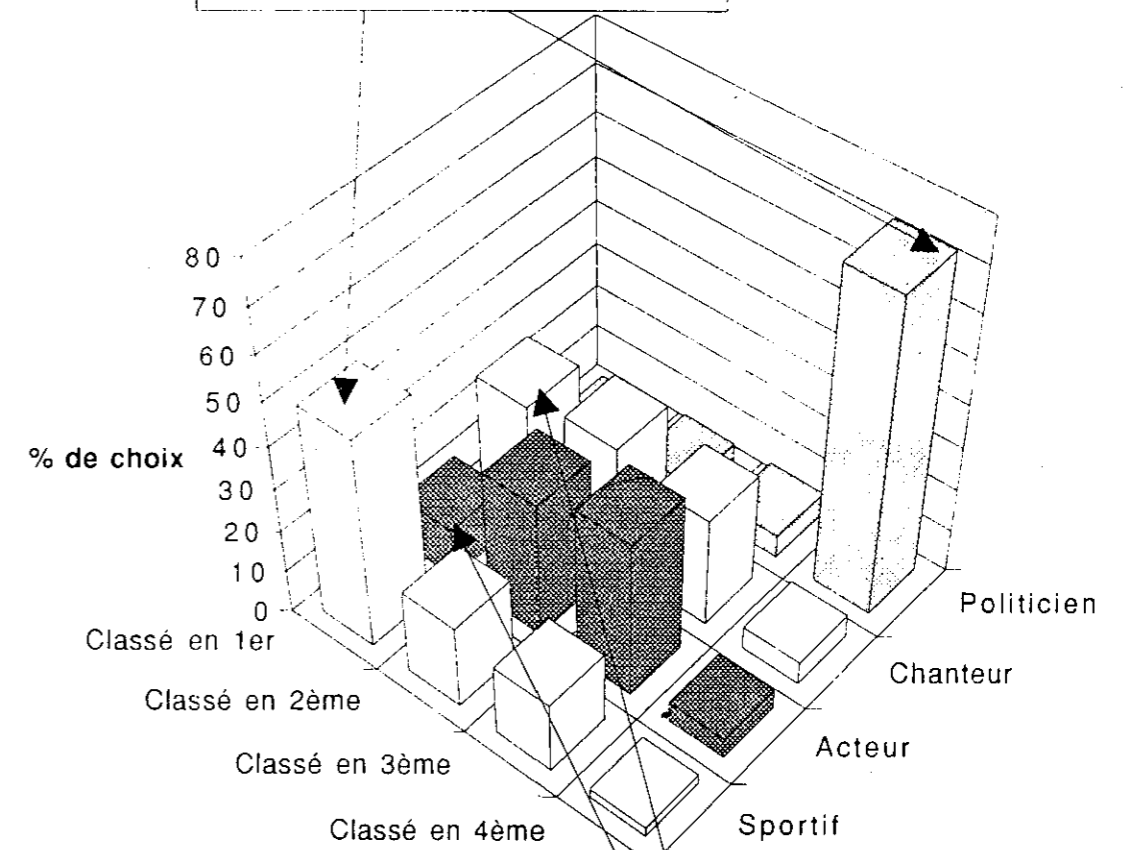 80
70
60
50
40
30
20
10
0
% de choix
Classé en 1er
Classé en 2ème
Classé en 3ème
Classé en 4ème
Politicien
Chanteur
Acteur
Sportif